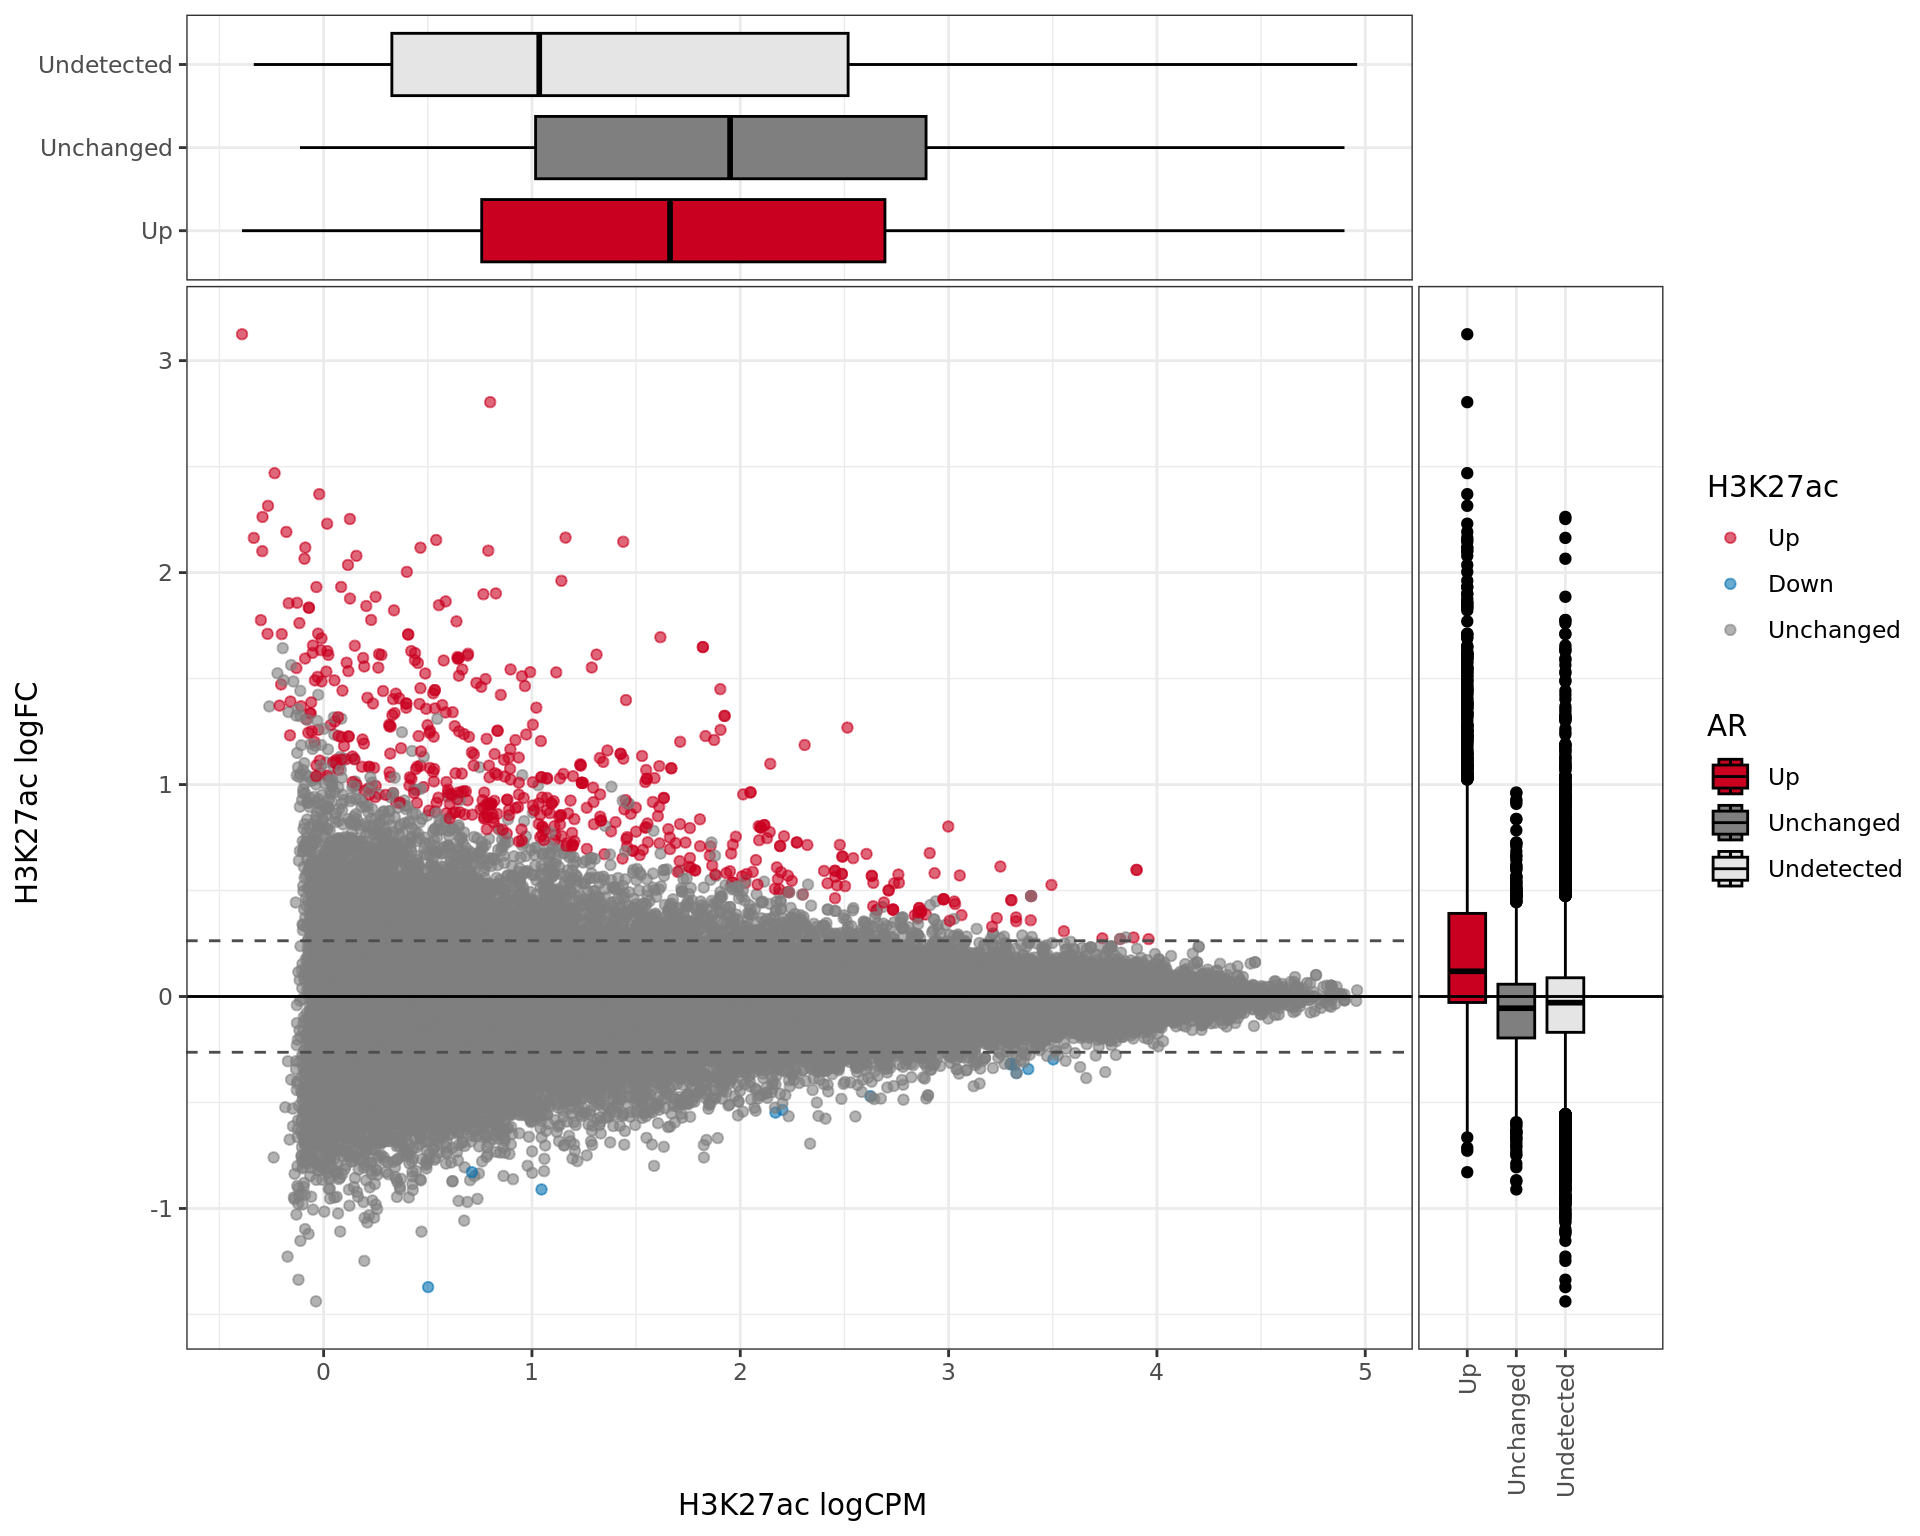 Undetected
Unchanged
Up
3
2
1
0
-1
H3K27ac logFC
0 1 2 3 4 5
H3K27ac logCPM
Up
Unchanged
Undetected
H3K27ac
Up
Down
Unchanged
AR
Up
Unchanged
Undetected